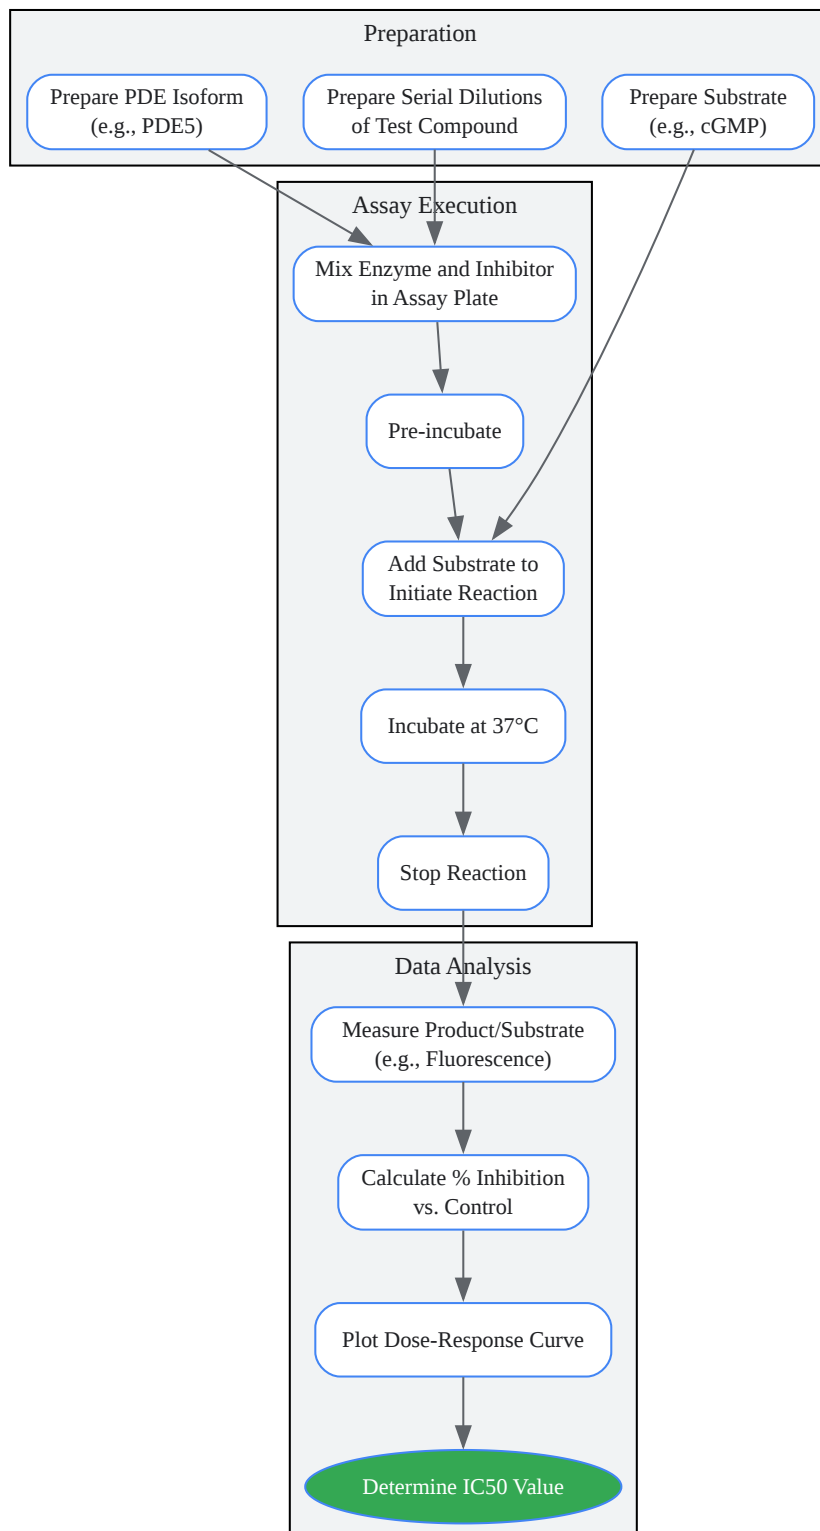 Preparation
Prepare PDE Isoform
(e.g., PDE5)
Prepare Serial Dilutions
of Test Compound
Prepare Substrate
(e.g., cGMP)
Assay Execution
Mix Enzyme and Inhibitor
in Assay Plate
Pre-incubate
Add Substrate to
Initiate Reaction
Incubate at 37°C
Stop Reaction
Data Analysis
Measure Product/Substrate
(e.g., Fluorescence)
Calculate % Inhibition
vs. Control
Plot Dose-Response Curve
Determine IC50 Value